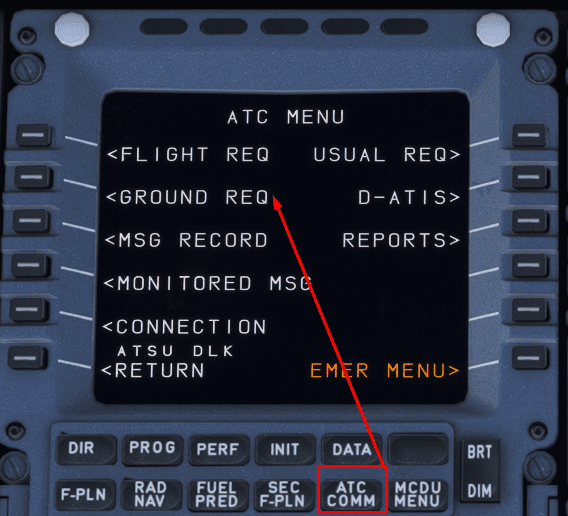 ATC MENU
<FLIGHT REQ USUAL REQ>
<GROUND REQ D-ATIS>
<MSG RECORD REPORTS>
<MONITORED MSG
<CONNECTION
ATSU DLK
<RETURN EMER MENU>
DIR PROG PERF INIT DATA BRT
F-PLN RAD NAV FUEL PRED SEC F-PLN ATC COMM MCDU MENU DIM